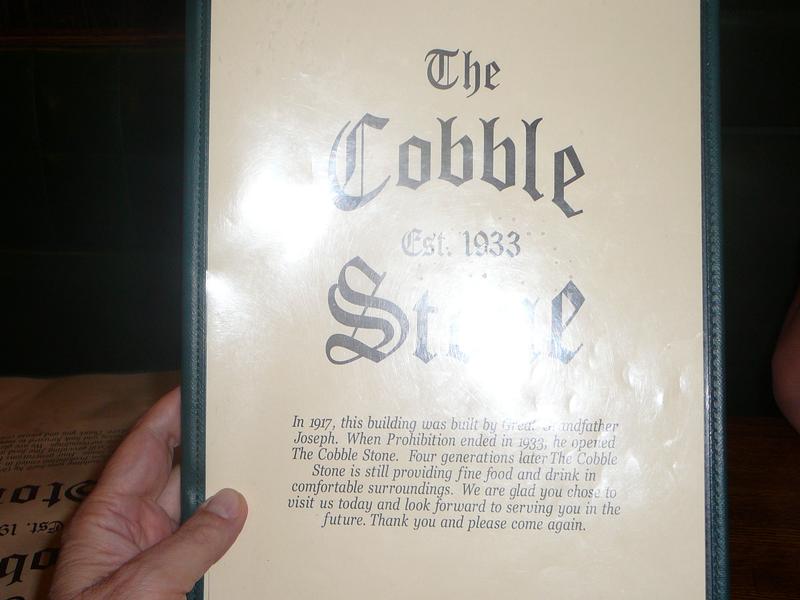 The
Cobble
Est. 1933
Stone
In 1917, this building was built by Great Grandfather
Joseph. When Prohibition ended in 1933, he opened
The Cobble Stone. Four generations later The Cobble
Stone is still providing fine food and drink in
comfortable surroundings. We are glad you chose to
visit us today and look forward to serving you in the
future. Thank you and please come again.